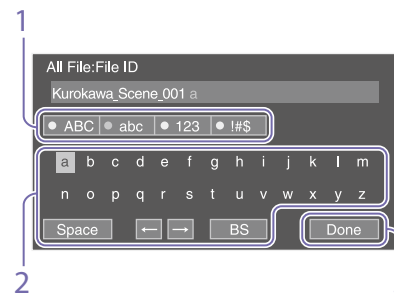 1
All File:File ID
Kurokawa_Scene_001 a
ABC abc 123 !#$
a b c d e f g h i j k l m
n o p q r s t u v w x y z
Space ← → BS Done
2